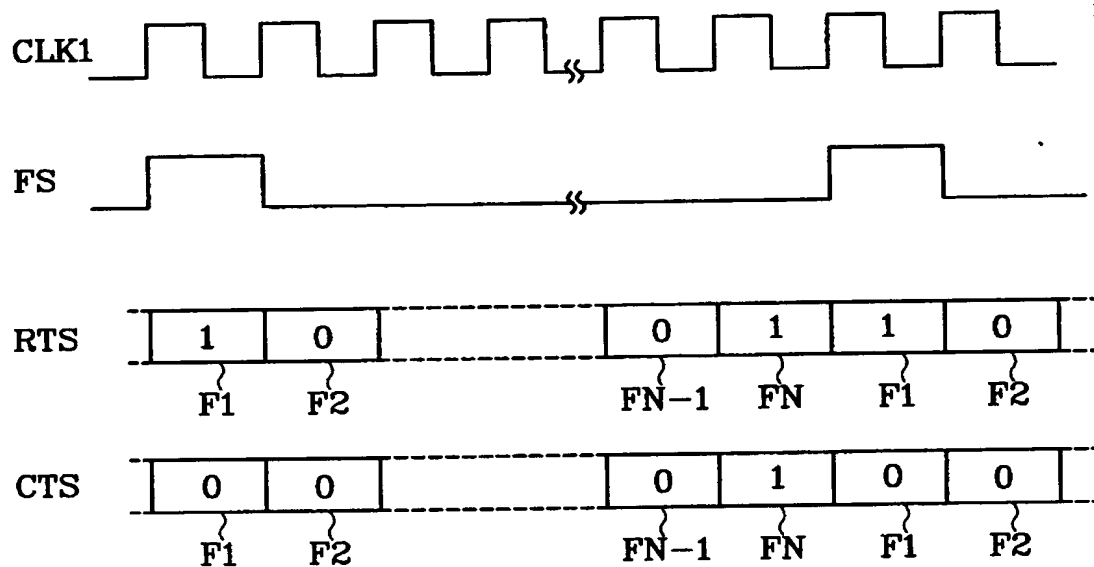 CLK1
FS
RTS 1 0 0 1 1 0
F1 F2 FN-1 FN F1 F2
CTS 0 0 0 1 0 0
F1 F2 FN-1 FN F1 F2